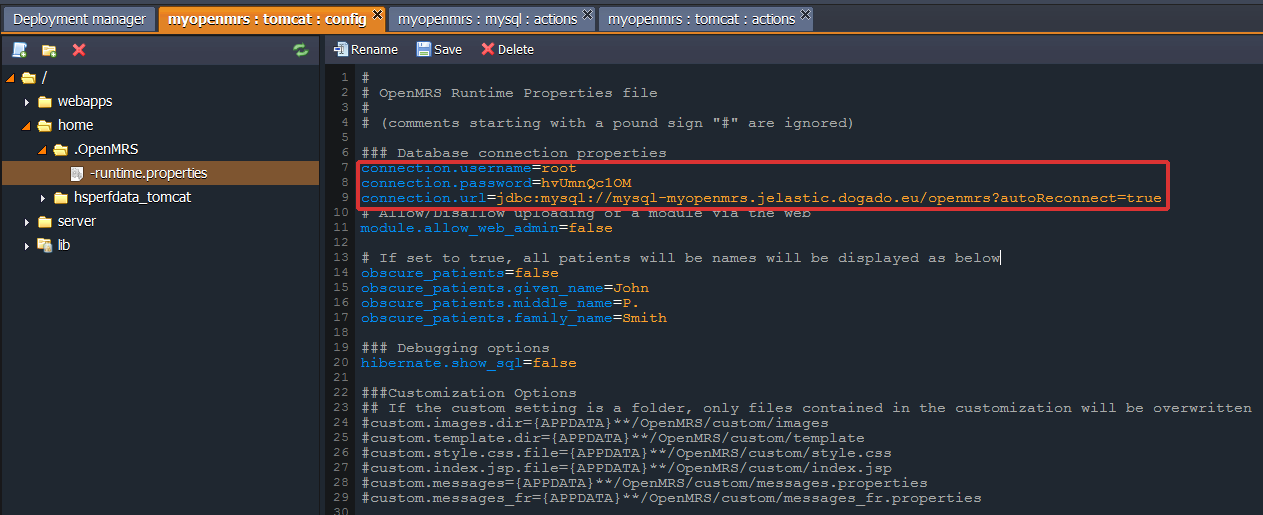 Deployment manager
myopenmrs : tomcat : config
myopenmrs : mysql : actions
myopenmrs : tomcat : actions
Rename
Save
Delete
/
webapps
home
.OpenMRS
-runtime.properties
hsperfdata_tomcat
server
lib
1 #
2 # OpenMRS Runtime Properties file
3 #
4 # (comments starting with a pound sign "#" are ignored)
5
6 ### Database connection properties
7 connection.username=root
8 connection.password=hvUmnQc1OM
9 connection.url=jdbc:mysql://mysql-myopenmrs.jelastic.dogado.eu/openmrs?autoReconnect=true
10 # Allow/Disallow uploading of a module via the web
11 module.allow_web_admin=false
12
13 # If set to true, all patients will be names will be displayed as below
14 obscure_patients=false
15 obscure_patients.given_name=John
16 obscure_patients.middle_name=P.
17 obscure_patients.family_name=Smith
18
19 ### Debugging options
20 hibernate.show_sql=false
21
22 ###Customization Options
23 ## If the custom setting is a folder, only files contained in the customization will be overwritten
24 #custom.images.dir={APPDATA}**/OpenMRS/custom/images
25 #custom.template.dir={APPDATA}**/OpenMRS/custom/template
26 #custom.style.css.file={APPDATA}**/OpenMRS/custom/style.css
27 #custom.index.jsp.file={APPDATA}**/OpenMRS/custom/index.jsp
28 #custom.messages={APPDATA}**/OpenMRS/custom/messages.properties
29 #custom.messages_fr={APPDATA}**/OpenMRS/custom/messages_fr.properties
30